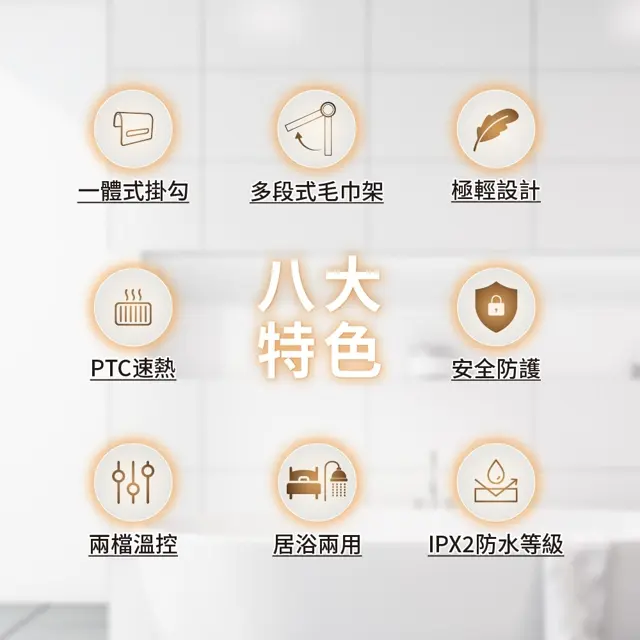 一體式掛勾
多段式毛巾架
極輕設計
八大
特色
PTC速熱
安全防護
兩檔溫控
居浴兩用
IPX2防水等級